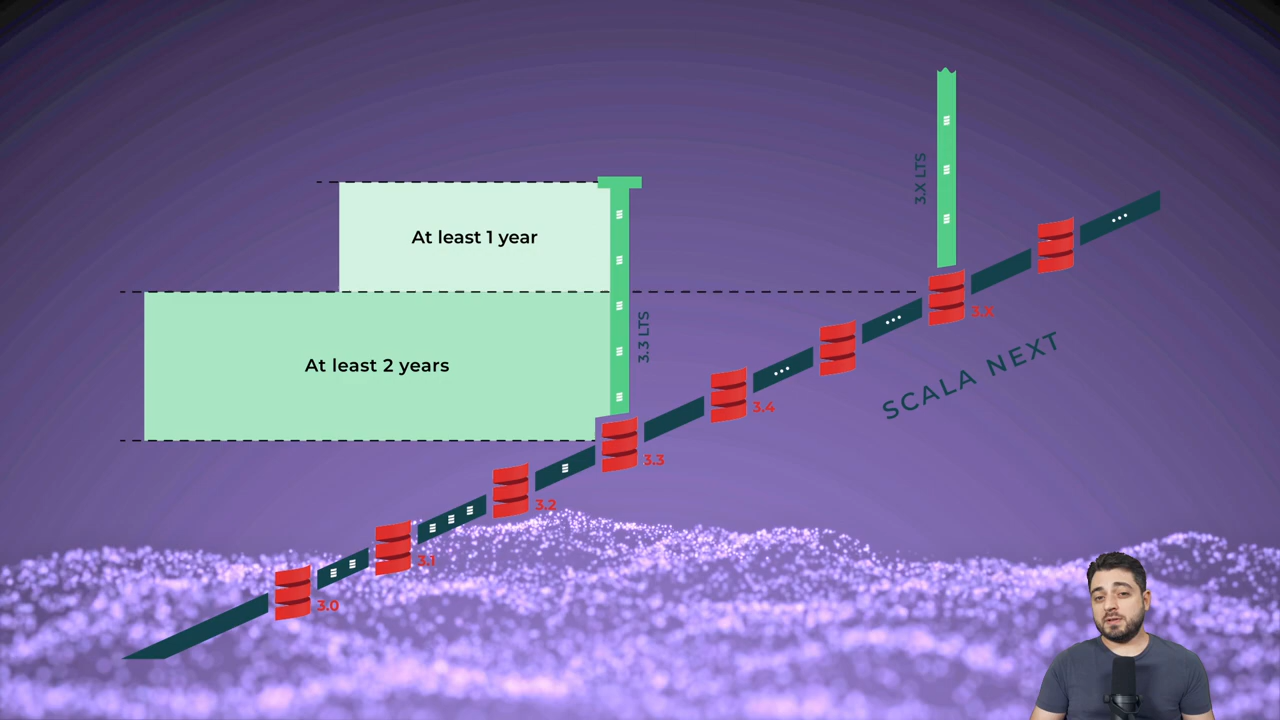 3.X LTS
At least 1 year
3.X
3.3 LTS
SCALA NEXT
At least 2 years
3.4
3.3
3.2
3.1
3.0